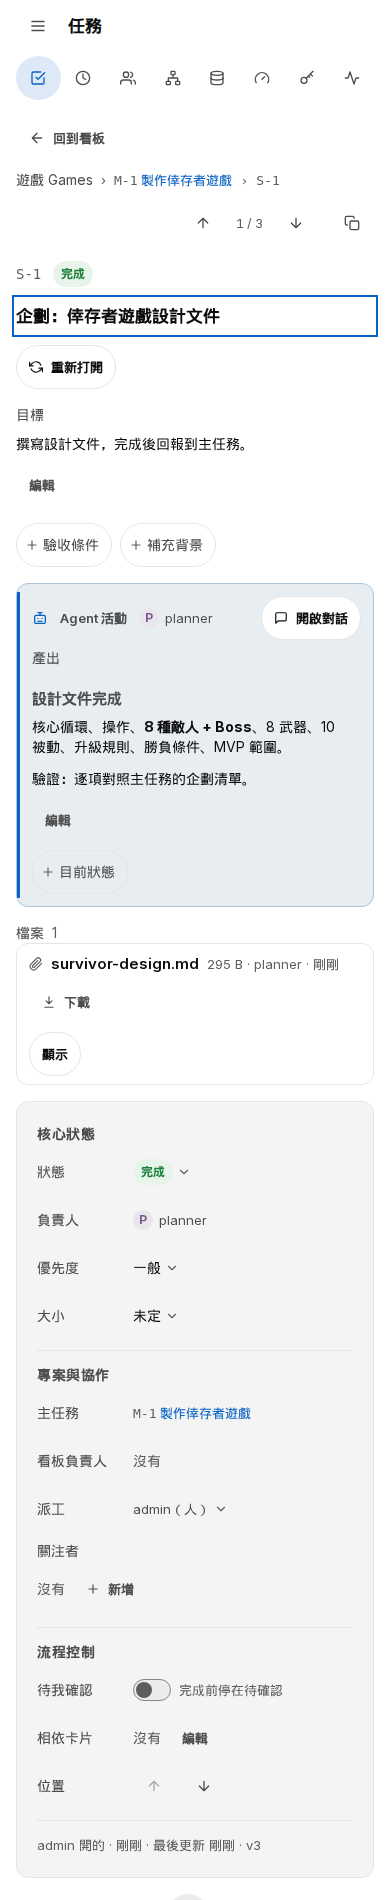 任務
回到看板
遊戲 Games › M-1 製作倖存者遊戲 › S-1
1 / 3
S-1 完成
企劃：倖存者遊戲設計文件
重新打開
目標
撰寫設計文件，完成後回報到主任務。
編輯
+ 驗收條件 + 補充背景
Agent 活動 P planner 開啟對話
產出
設計文件完成
核心循環、操作、8 種敵人 + Boss、8 武器、10
被動、升級規則、勝負條件、MVP 範圍。
驗證：逐項對照主任務的企劃清單。
編輯
+ 目前狀態
檔案 1
survivor-design.md 295 B · planner · 剛剛
下載
顯示
核心狀態
狀態 完成
負責人 P planner
優先度 一般
大小 未定
專案與協作
主任務 M-1 製作倖存者遊戲
看板負責人 沒有
派工 admin（人）
關注者
沒有 + 新增
流程控制
待我確認 完成前停在待確認
相依卡片 沒有 編輯
位置
admin 開的 · 剛剛 · 最後更新 剛剛 · v3